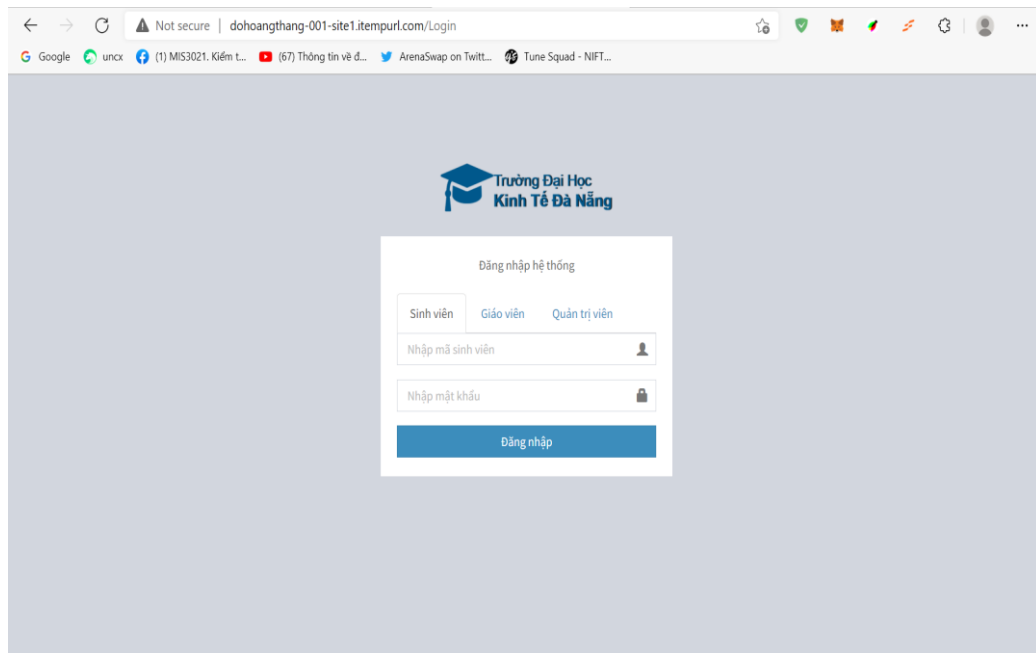 Not secure | dohoangthang-001-site1.itempurl.com/Login
Google uncx (1) MIS3021. Kiểm t... (67) Thông tin về đ... ArenaSwap on Twitt... Tune Squad - NIFT...
Trường Đại Học
Kinh Tế Đà Nẵng
Đăng nhập hệ thống
Sinh viên Giáo viên Quản trị viên
Nhập mã sinh viên
Nhập mật khẩu
Đăng nhập